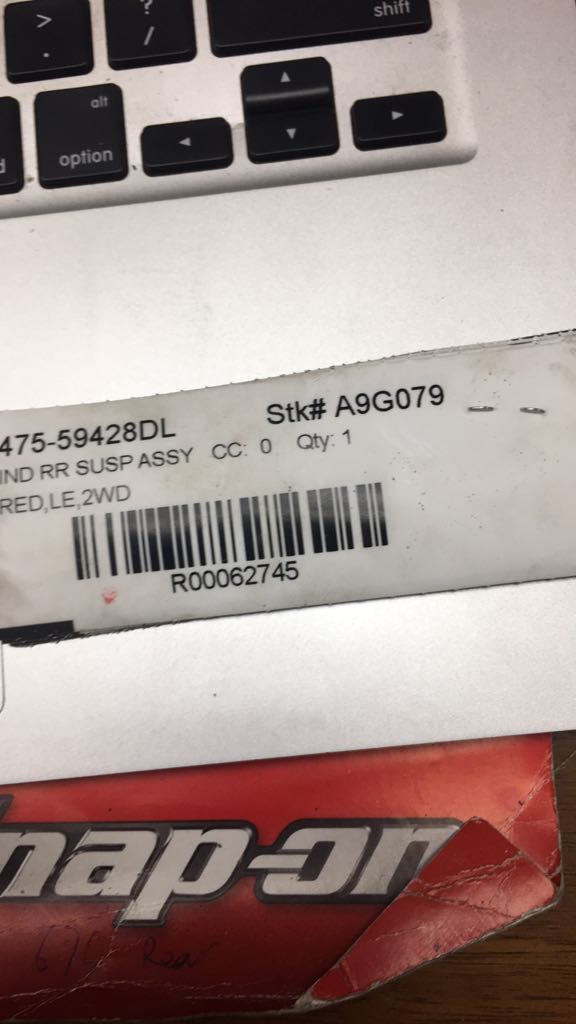 > ?
. / shift
alt
option
◄ ▲ ▼ ►
475-59428DL Stk# A9G079
IND RR SUSP ASSY CC: 0 Qty: 1
RED,LE,2WD
R00062745
nap-on
Rear